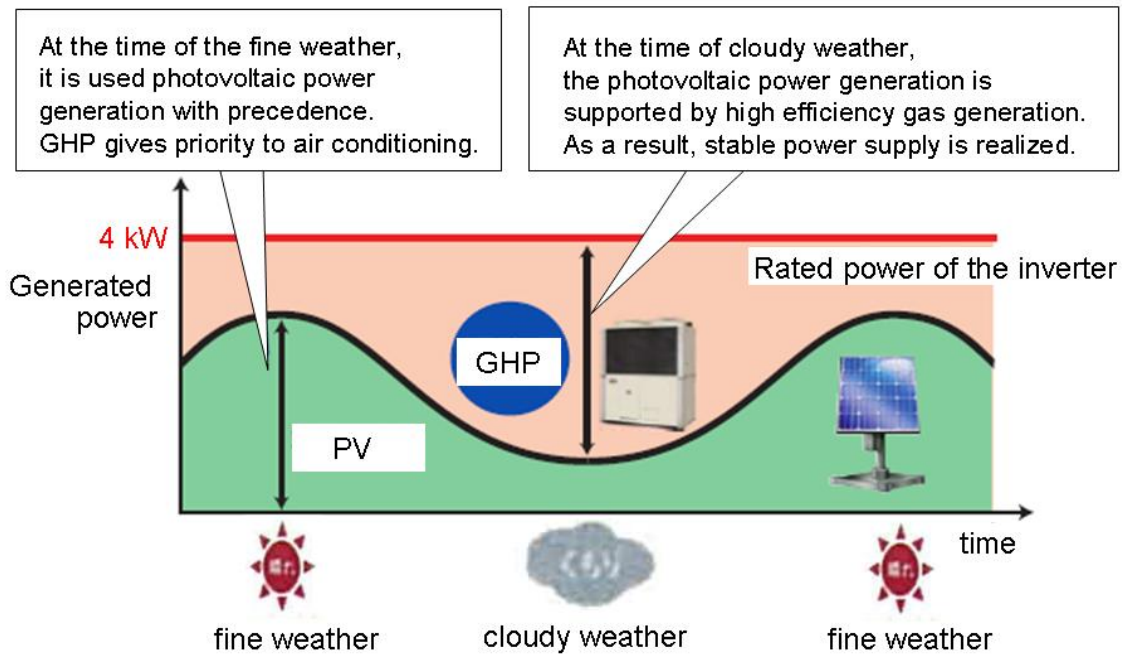 At the time of the fine weather,
it is used photovoltaic power
generation with precedence.
GHP gives priority to air conditioning.
At the time of cloudy weather,
the photovoltaic power generation is
supported by high efficiency gas generation.
As a result, stable power supply is realized.
4 kW
Generated
power
Rated power of the inverter
GHP
PV
time
fine weather
cloudy weather
fine weather